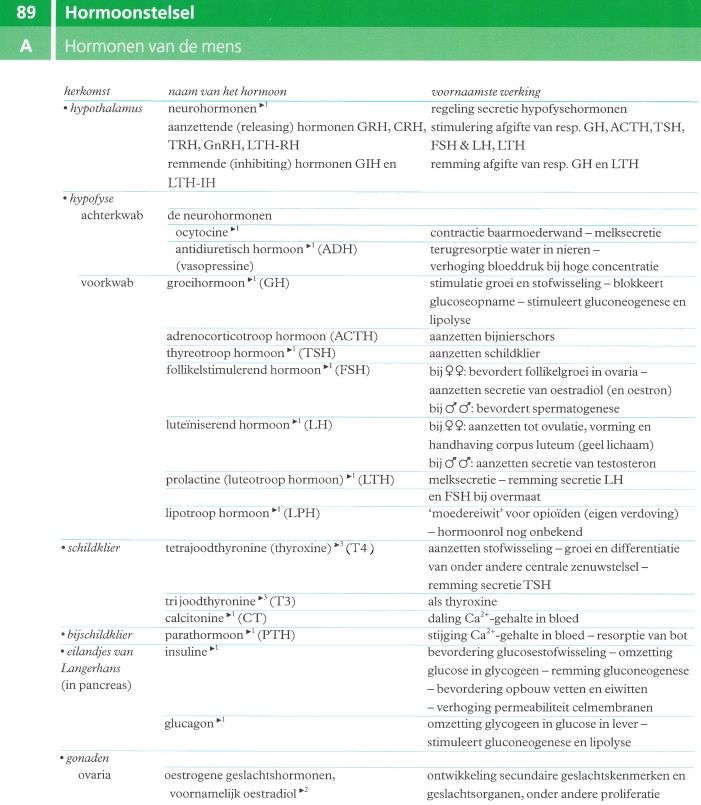 89 Hormoonstelsel
A Hormonen van de mens
herkomst naam van het hormoon voornaamste werking
• hypothalamus neurohormonen ►1 regeling secretie hypofysehormonen
aanzettende (releasing) hormonen GRH, CRH, stimulering afgifte van resp. GH, ACTH, TSH,
TRH, GnRH, LTH-RH FSH & LH, LTH
remmende (inhibiting) hormonen GIH en remming afgifte van resp. GH en LTH
LTH-IH
• hypofyse
achterkwab de neurohormonen
ocytocine ►1 contractie baarmoederwand – melksecretie
antidiuretisch hormoon ►1 (ADH) terugresorptie water in nieren –
(vasopressine) verhoging bloeddruk bij hoge concentratie
voorkwab groeihormoon ►1 (GH) stimulatie groei en stofwisseling – blokkeert
glucoseopname – stimuleert gluconeogenese en
lipolyse
adrenocorticotroop hormoon (ACTH) aanzetten bijnierschors
thyreotroop hormoon ►1 (TSH) aanzetten schildklier
follikelstimulerend hormoon ►1 (FSH) bij ♀♀: bevordert follikelgroei in ovaria –
aanzetten secretie van oestradiol (en oestron)
bij ♂♂: bevordert spermatogenese
luteïniserend hormoon ►1 (LH) bij ♀♀: aanzetten tot ovulatie, vorming en
handhaving corpus luteum (geel lichaam)
bij ♂♂: aanzetten secretie van testosteron
prolactine (luteotroop hormoon) ►1 (LTH) melksecretie – remming secretie LH
en FSH bij overmaat
lipotroop hormoon ►1 (LPH) ‘moedereiwit’ voor opioïden (eigen verdoving)
– hormoonrol nog onbekend
• schildklier tetrajoodthyronine (thyroxine) ►3 (T4) aanzetten stofwisseling – groei en differentiatie
van onder andere centrale zenuwstelsel –
remming secretie TSH
trijoodthyronine ►3 (T3) als thyroxine
calcitonine ►1 (CT) daling Ca2+-gehalte in bloed
• bijschildklier parathormoon ►1 (PTH) stijging Ca2+-gehalte in bloed – resorptie van bot
• eilandjes van insuline ►1 bevordering glucosestofwisseling – omzetting
Langerhans glucose in glycogeen – remming gluconeogenese
(in pancreas) – bevordering opbouw vetten en eiwitten
– verhoging permeabiliteit celmembranen
glucagon ►1 omzetting glycogeen in glucose in lever –
stimuleert gluconeogenese en lipolyse
• gonaden
ovaria oestrogene geslachtshormonen, ontwikkeling secundaire geslachtskenmerken en
voornamelijk oestradiol ►2 geslachtsorganen, onder andere proliferatie